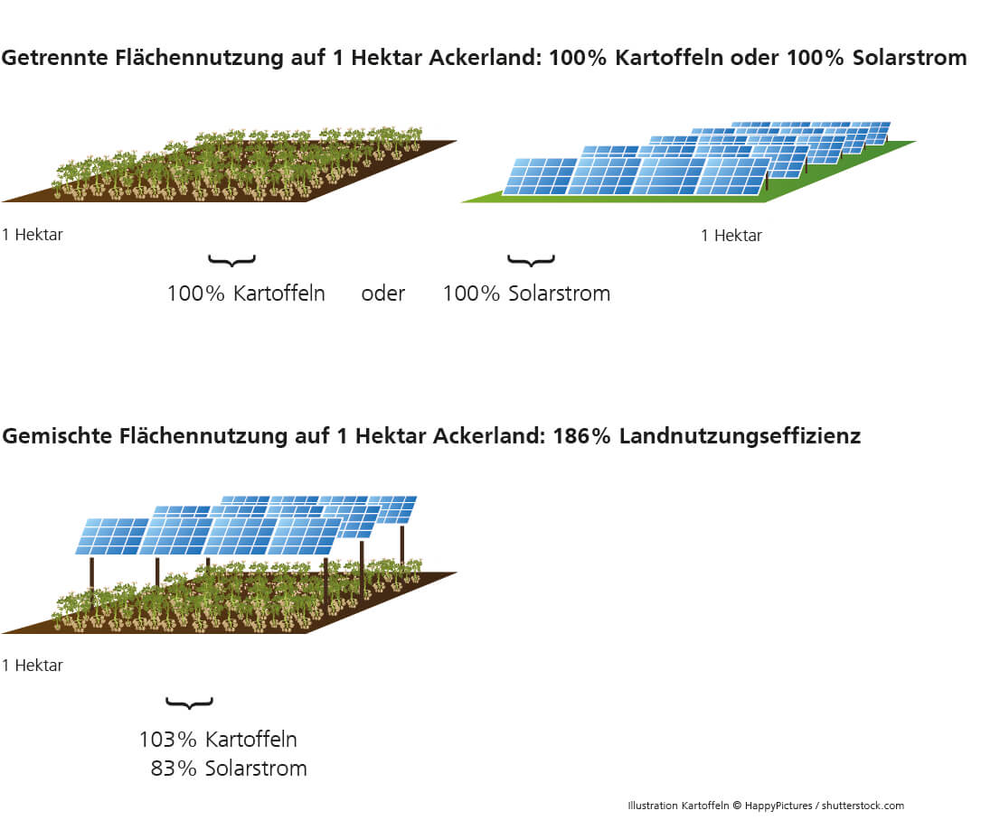 Getrennte Flächennutzung auf 1 Hektar Ackerland: 100% Kartoffeln oder 100% Solarstrom
1 Hektar
1 Hektar
100% Kartoffeln oder 100% Solarstrom
Gemischte Flächennutzung auf 1 Hektar Ackerland: 186% Landnutzungseffizienz
1 Hektar
103% Kartoffeln
83% Solarstrom
Illustration Kartoffeln © HappyPictures / shutterstock.com